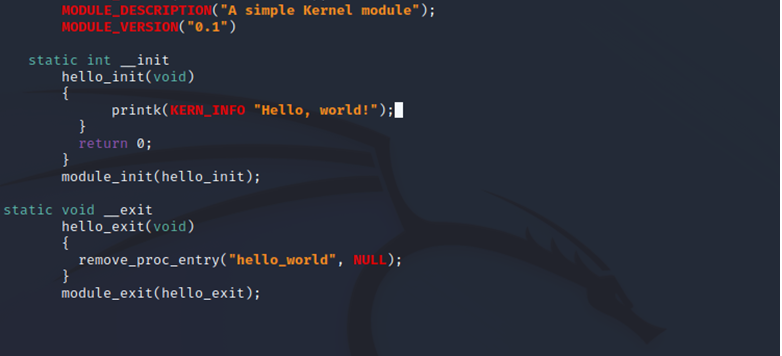 MODULE_DESCRIPTION("A simple Kernel module");
MODULE_VERSION("0.1")
static int __init
hello_init(void)
{
printk(KERN_INFO "Hello, world!");
}
return 0;
}
module_init(hello_init);
static void __exit
hello_exit(void)
{
remove_proc_entry("hello_world", NULL);
}
module_exit(hello_exit);